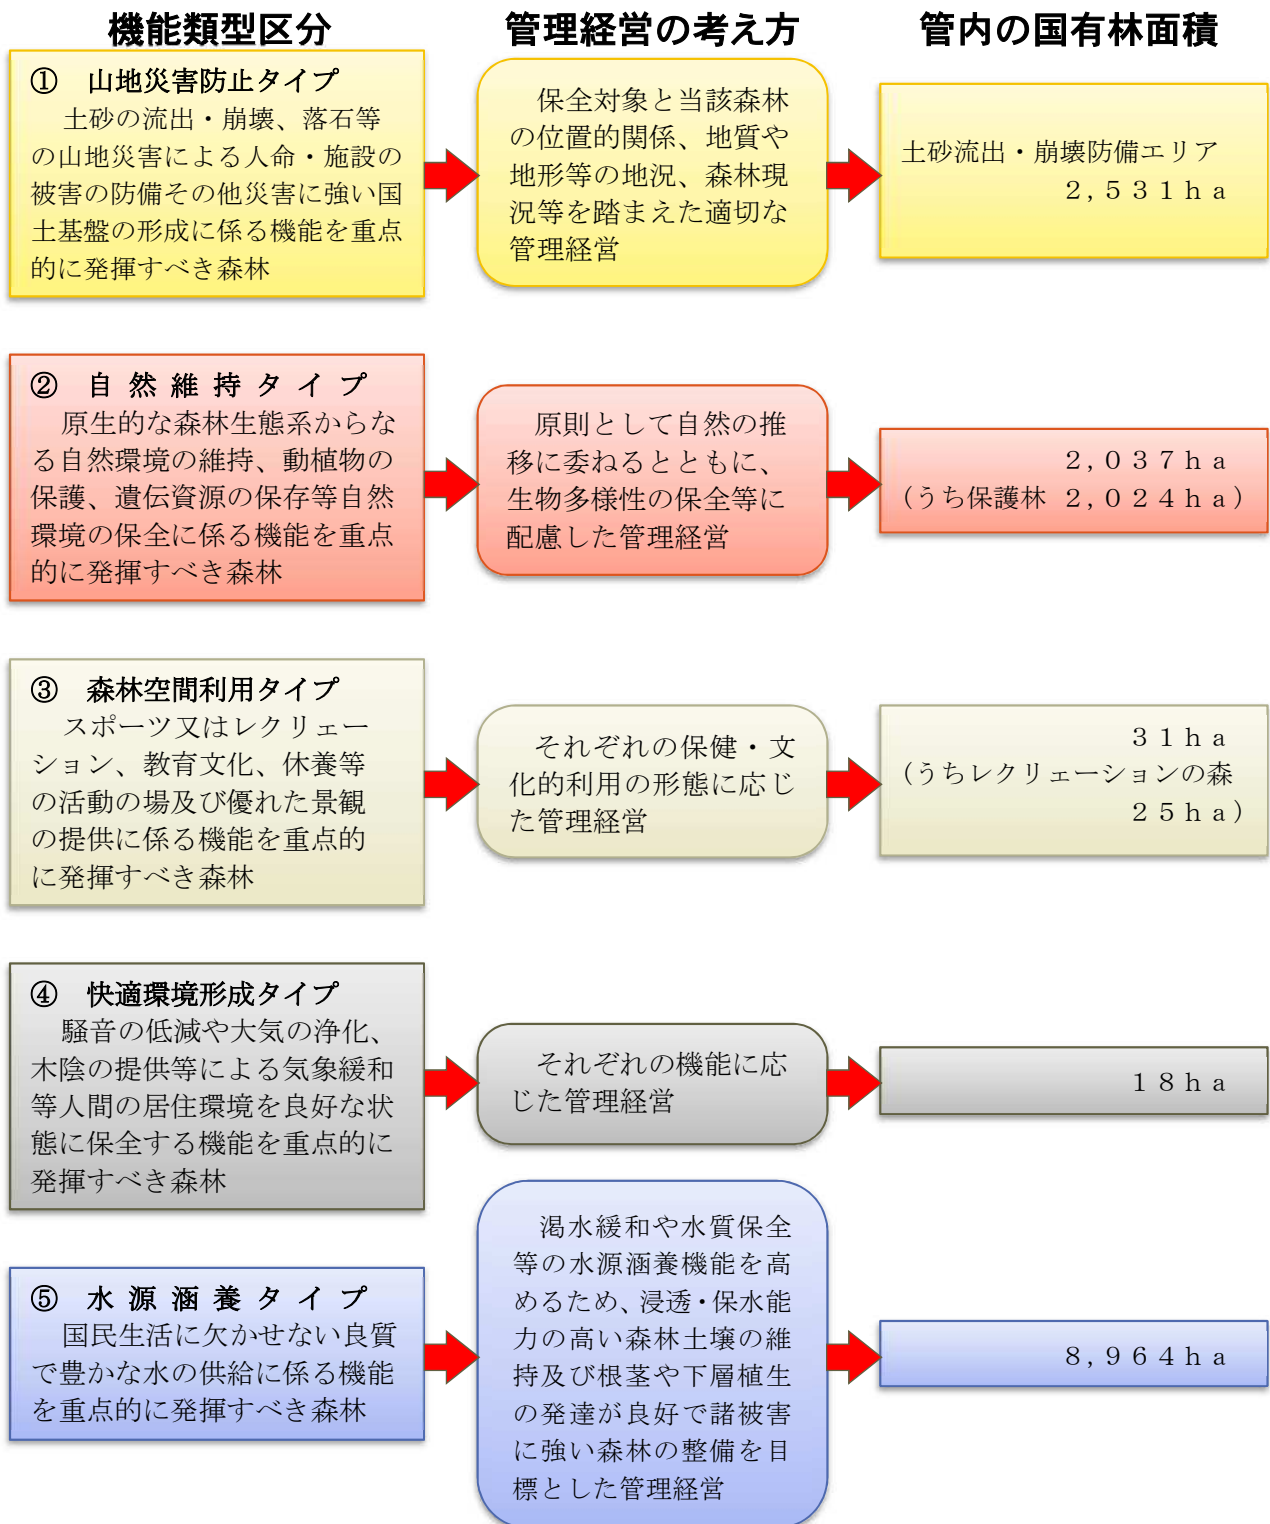 機能類型区分
管理経営の考え方
管内の国有林面積
① 山地災害防止タイプ
土砂の流出・崩壊、落石等
の山地災害による人命・施設の
被害の防備その他災害に強い国
土基盤の形成に係る機能を重点
的に発揮すべき森林
保全対象と当該森林
の位置的関係、地質や
地形等の地況、森林現
況等を踏まえた適切な
管理経営
土砂流出・崩壊防備エリア
2,531ha
② 自然維持タイプ
原生的な森林生態系からな
る自然環境の維持、動植物の
保護、遺伝資源の保存等自然
環境の保全に係る機能を重点
的に発揮すべき森林
原則として自然の推
移に委ねるとともに、
生物多様性の保全等に
配慮した管理経営
2,037ha
(うち保護林 2,024ha)
③ 森林空間利用タイプ
スポーツ又はレクリェー
ション、教育文化、休養等
の活動の場及び優れた景観
の提供に係る機能を重点的
に発揮すべき森林
それぞれの保健・文
化的利用の形態に応じ
た管理経営
31ha
(うちレクリェーションの森
25ha)
④ 快適環境形成タイプ
騒音の低減や大気の浄化、
木陰の提供等による気象緩和
等人間の居住環境を良好な状
態に保全する機能を重点的に
発揮すべき森林
それぞれの機能に応
じた管理経営
18ha
⑤ 水源涵養タイプ
国民生活に欠かせない良質
で豊かな水の供給に係る機能
を重点的に発揮すべき森林
渇水緩和や水質保全
等の水源涵養機能を高
めるため、浸透・保水能
力の高い森林土壌の維
持及び根茎や下層植生
の発達が良好で諸被害
に強い森林の整備を目
標とした管理経営
8,964ha